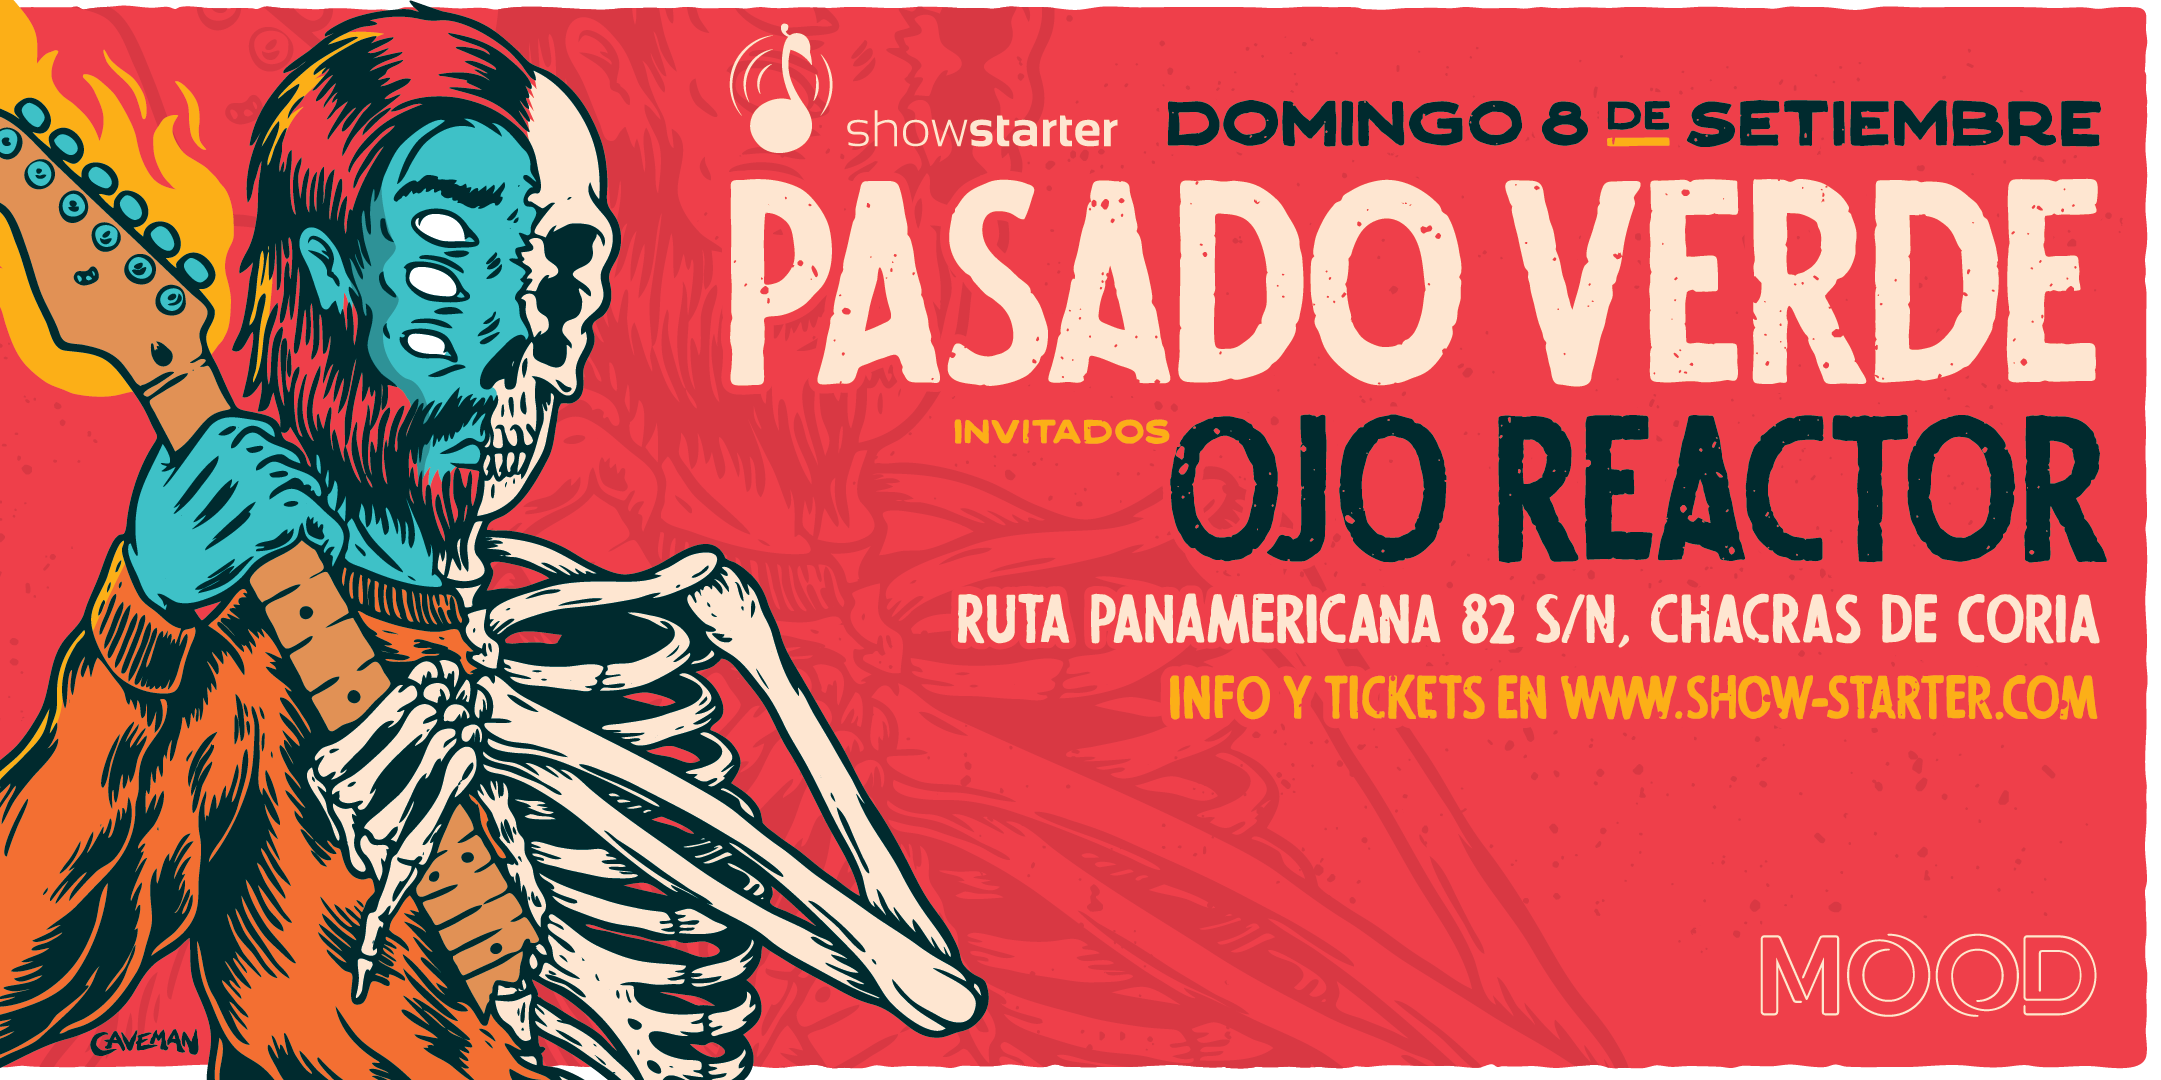 showstarter
DOMINGO 8 DE SETIEMBRE
PASADO VERDE
INVITADOS OJO REACTOR
RUTA PANAMERICANA 82 S/N, CHACRAS DE CORIA
INFO Y TICKETS EN WWW.SHOW-STARTER.COM
MOOD
CAVEMAN